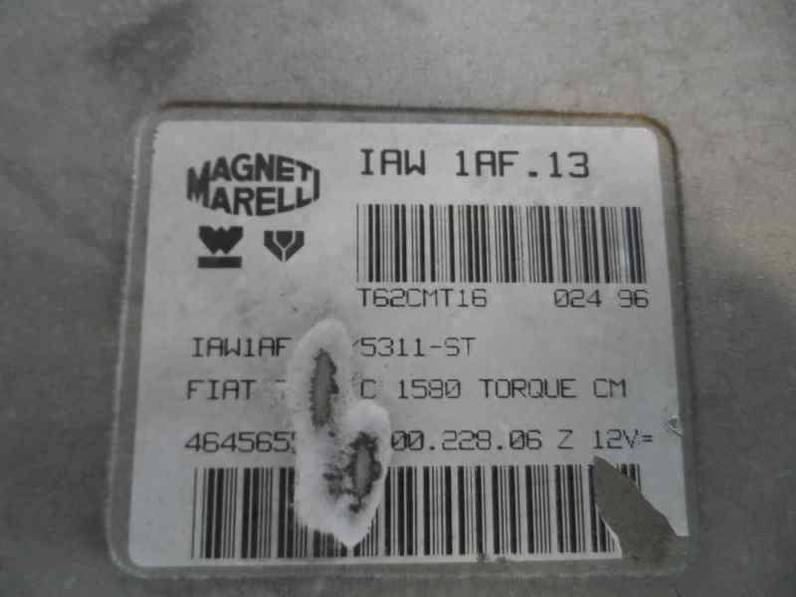 MAGNETI
MARELLI
IAW 1AF.13
T62CMT16 024 96
IAW1AF 5311-ST
FIAT C 1580 TORQUE CM
464565 00.228.06 Z 12V=